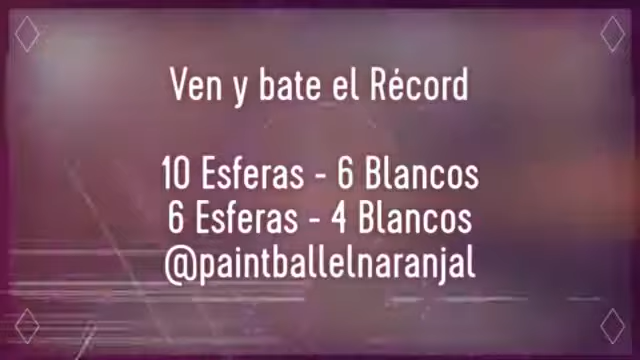 Ven y bate el Récord
10 Esferas - 6 Blancos
6 Esferas - 4 Blancos
@paintballelnaranjal